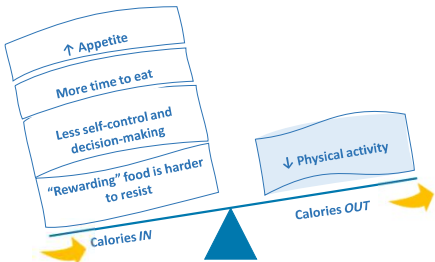 ↑ Appetite
More time to eat
Less self-control and
decision-making
“Rewarding” food is harder
to resist
↓ Physical activity
Calories IN
Calories OUT